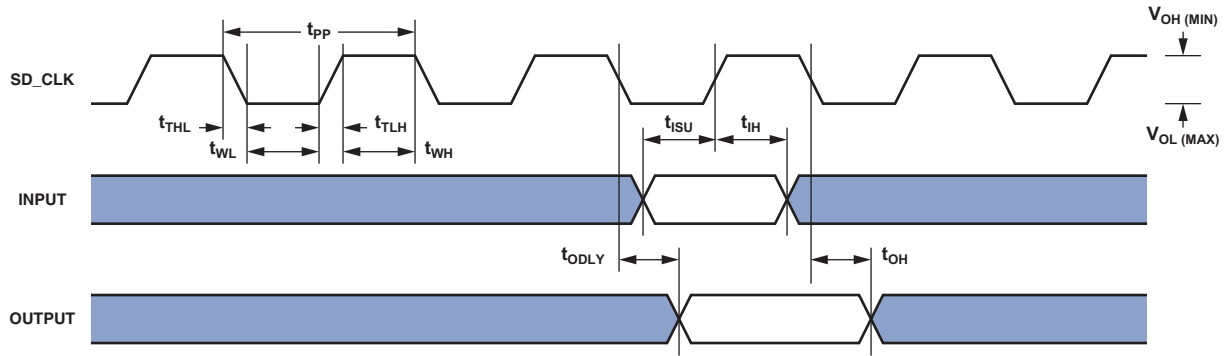 tPP
VOH (MIN)
SD_CLK
tTHL
tTLH
tISU
tIH
VOL (MAX)
tWL
tWH
INPUT
tODLY
tOH
OUTPUT